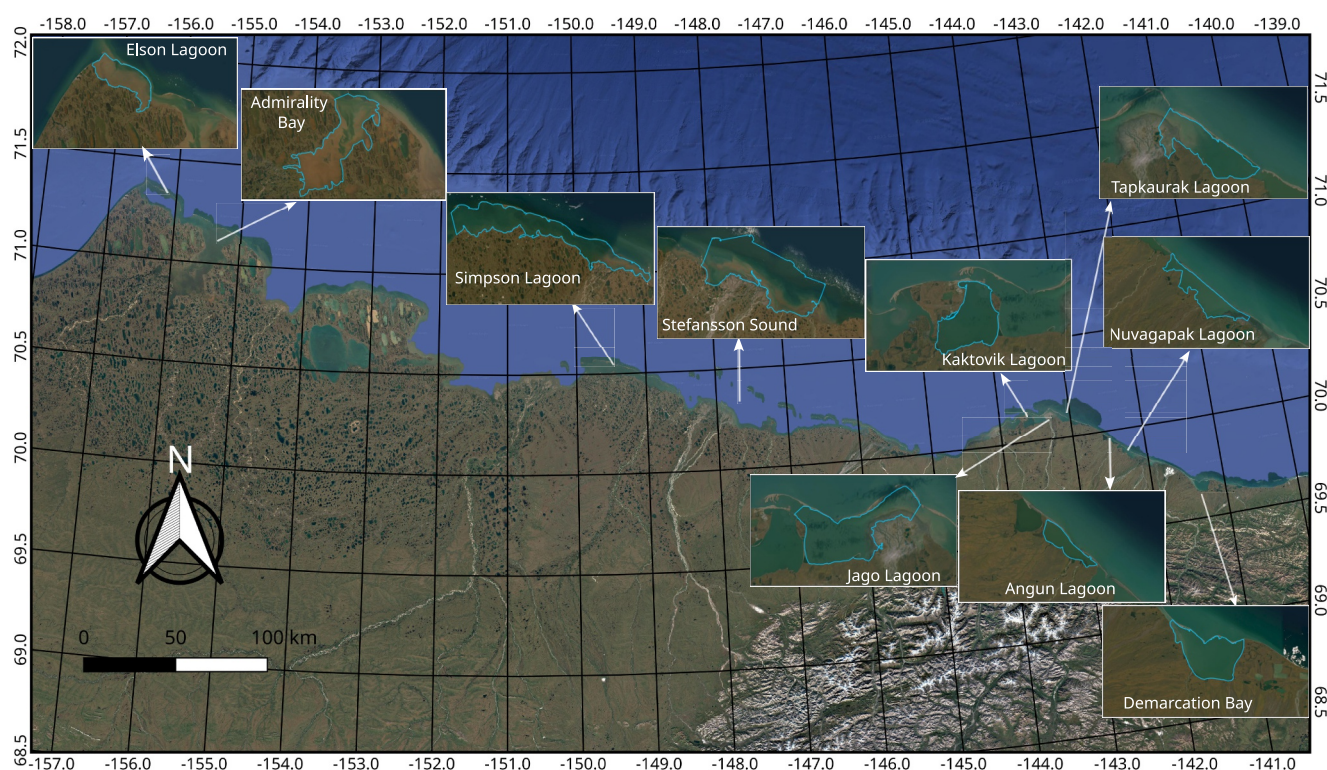 -158.0 -157.0 -156.0 -155.0 -154.0 -153.0 -152.0 -151.0 -150.0 -149.0 -148.0 -147.0 -146.0 -145.0 -144.0 -143.0 -142.0 -141.0 -140.0 -139.0
72.0
71.5
71.0
70.5
70.0
69.5
69.0
68.5
Elson Lagoon
Admirality
Bay
Simpson Lagoon
Stefansson Sound
Kaktovik Lagoon
Tapkaurak Lagoon
Nuvagapak Lagoon
Jago Lagoon
Angun Lagoon
Demarcation Bay
N
0 50 100 km
71.5
71.0
70.5
70.0
69.5
69.0
68.5
-157.0 -156.0 -155.0 -154.0 -153.0 -152.0 -151.0 -150.0 -149.0 -148.0 -147.0 -146.0 -145.0 -144.0 -143.0 -142.0 -141.0